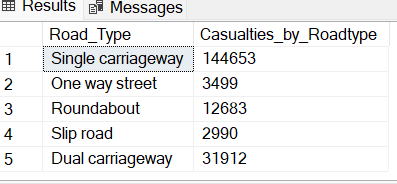 Results Messages
Road_Type Casualties_by_Roadtype
1 Single carriageway 144653
2 One way street 3499
3 Roundabout 12683
4 Slip road 2990
5 Dual carriageway 31912